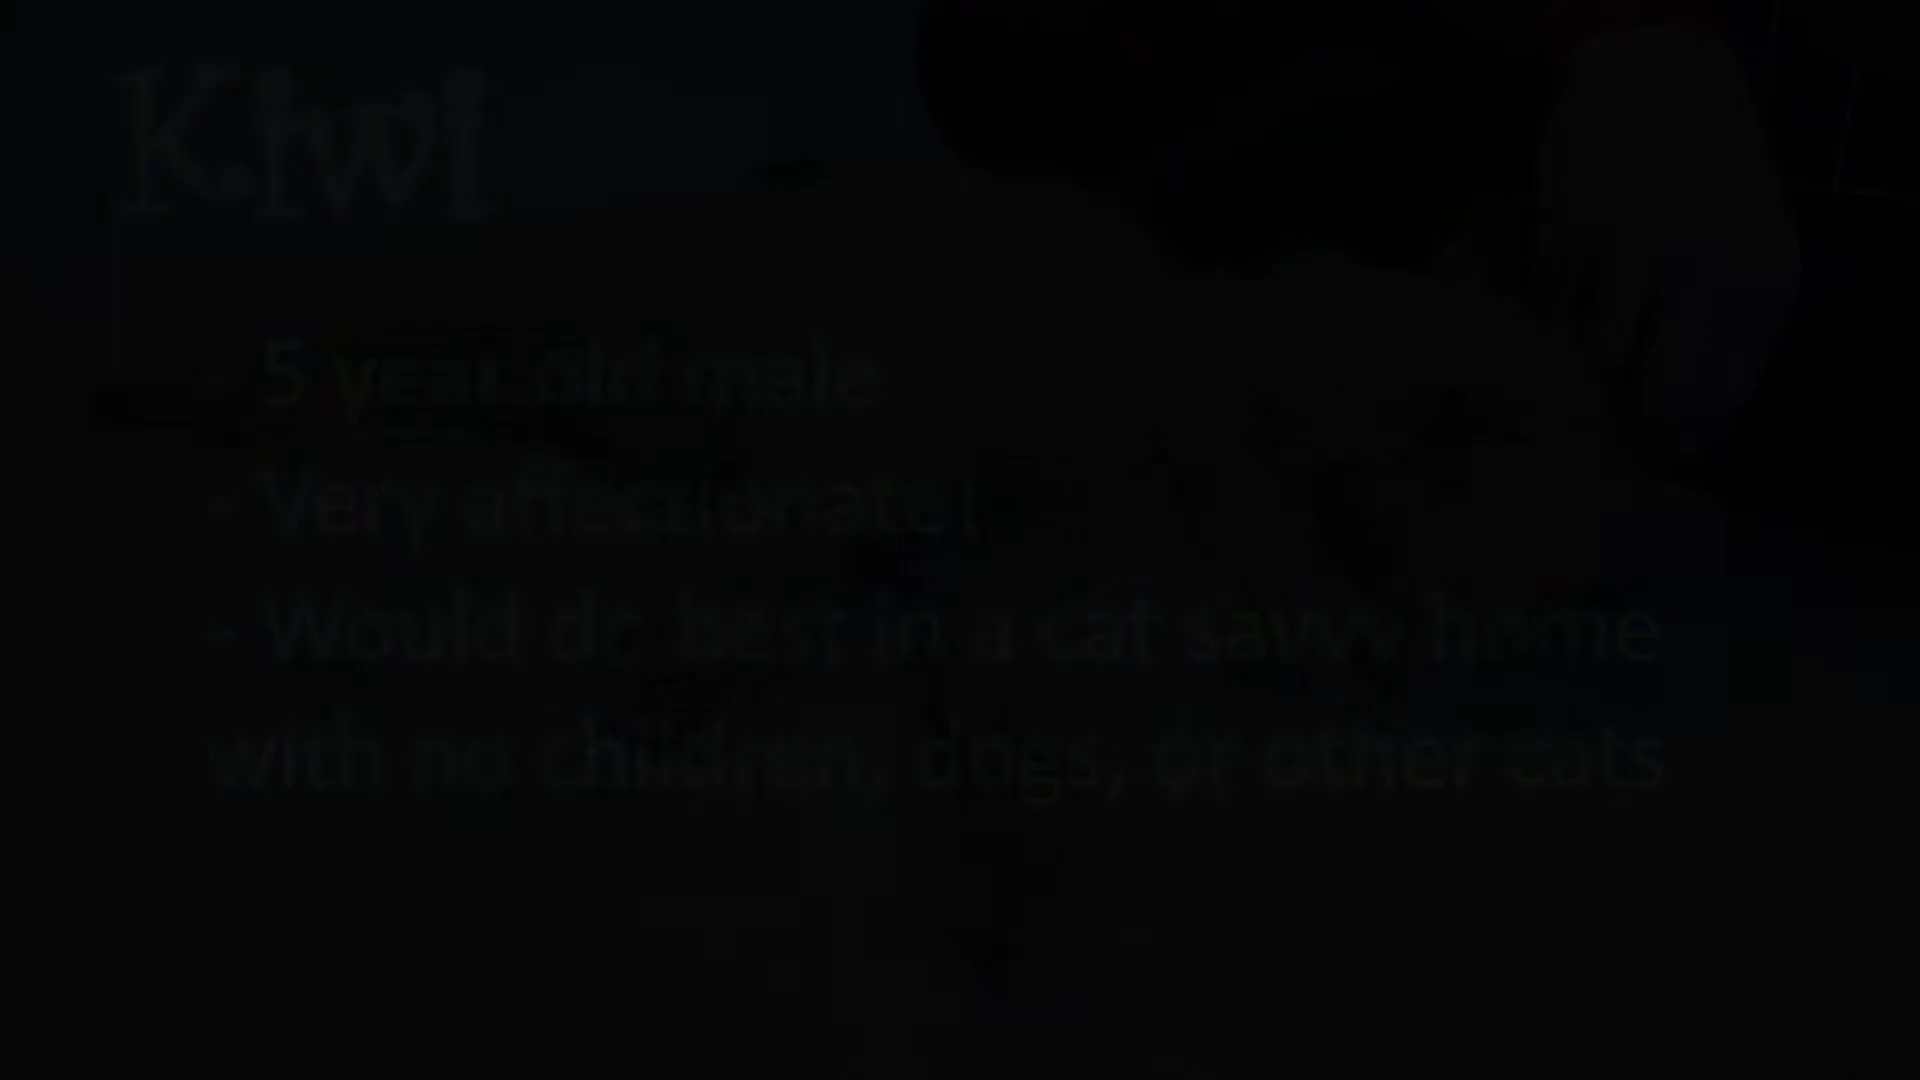 Kiwi
- 5 year old male
- Very affectionate!
- Would do best in a cat savvy home
with no children, dogs, or other cats